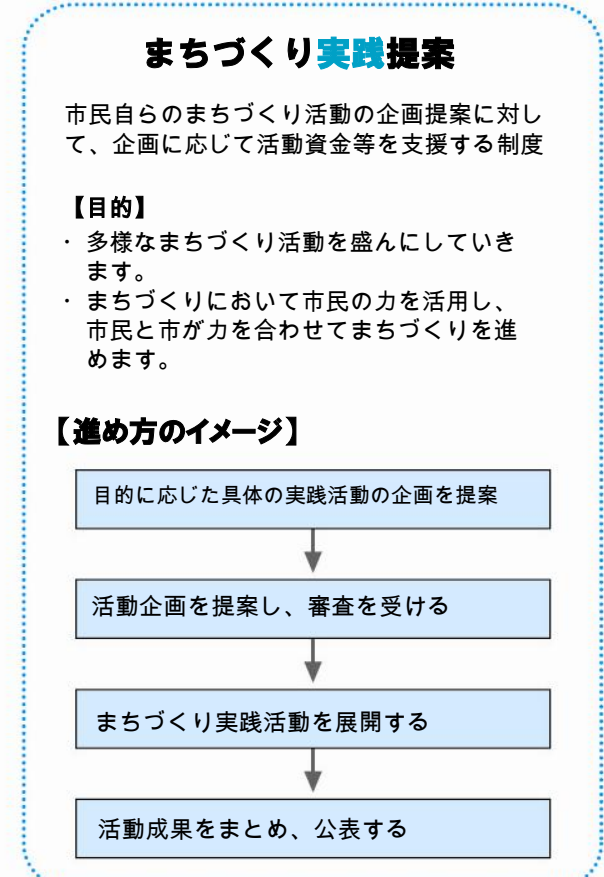 まちづくり実践提案
市民自らのまちづくり活動の企画提案に対し
て、企画に応じて活動資金等を支援する制度
【目的】
・多様なまちづくり活動を盛んにしていき
ます。
・まちづくりにおいて市民の力を活用し、
市民と市が力を合わせてまちづくりを進
めます。
【進め方のイメージ】
目的に応じた具体の実践活動の企画を提案
活動企画を提案し、審査を受ける
まちづくり実践活動を展開する
活動成果をまとめ、公表する